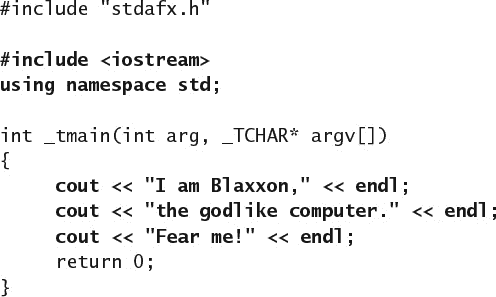 #include "stdafx.h"
#include <iostream>
using namespace std;
int _tmain(int arg, _TCHAR* argv[])
{
cout << "I am Blaxxon," << endl;
cout << "the godlike computer." << endl;
cout << "Fear me!" << endl;
return 0;
}